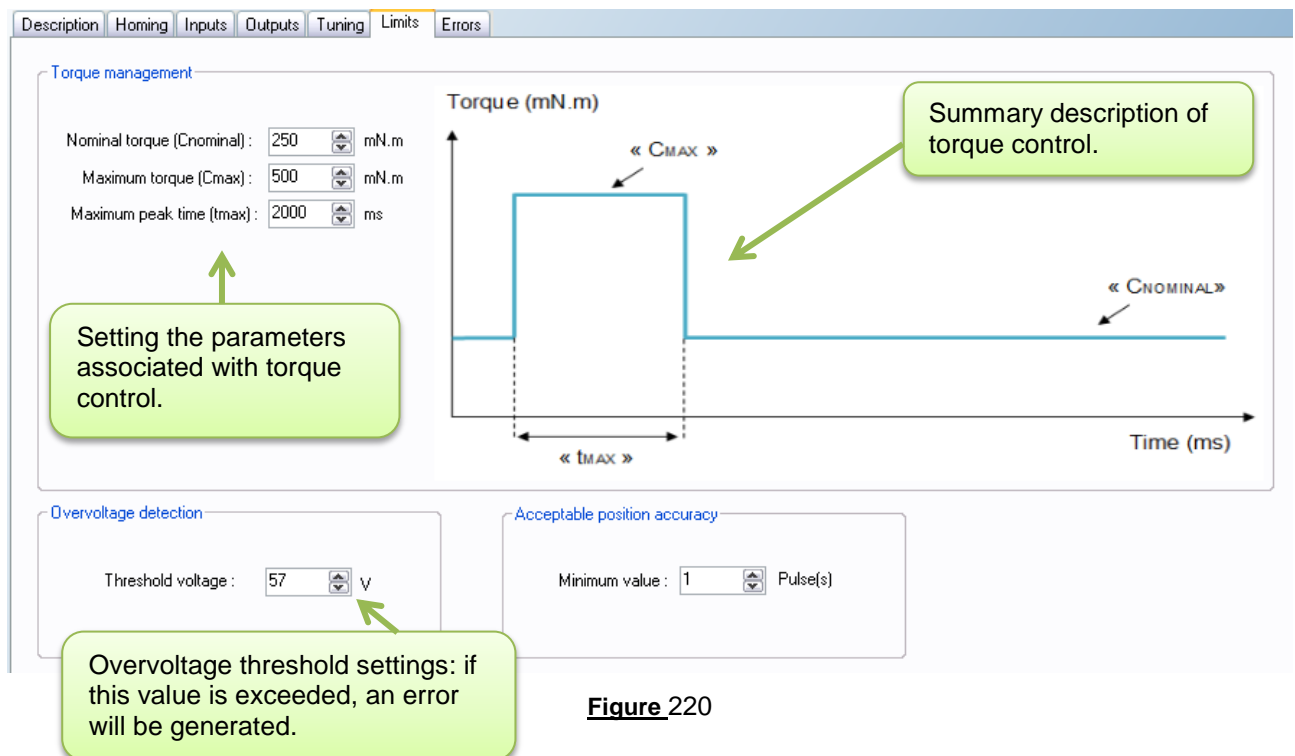 Description Homing Inputs Outputs Tuning Limits Errors
Torque management
Torque (mN.m)
Summary description of
torque control.
Nominal torque (Cnominal) : 250 mN.m
Maximum torque (Cmax) : 500 mN.m
Maximum peak time (tmax) : 2000 ms
« CMAX »
« CNOMINAL»
Setting the parameters
associated with torque
control.
Time (ms)
« tMAX »
Overvoltage detection
Threshold voltage : 57 V
Acceptable position accuracy
Minimum value : 1 Pulse(s)
Overvoltage threshold settings: if
this value is exceeded, an error
will be generated.
Figure 220